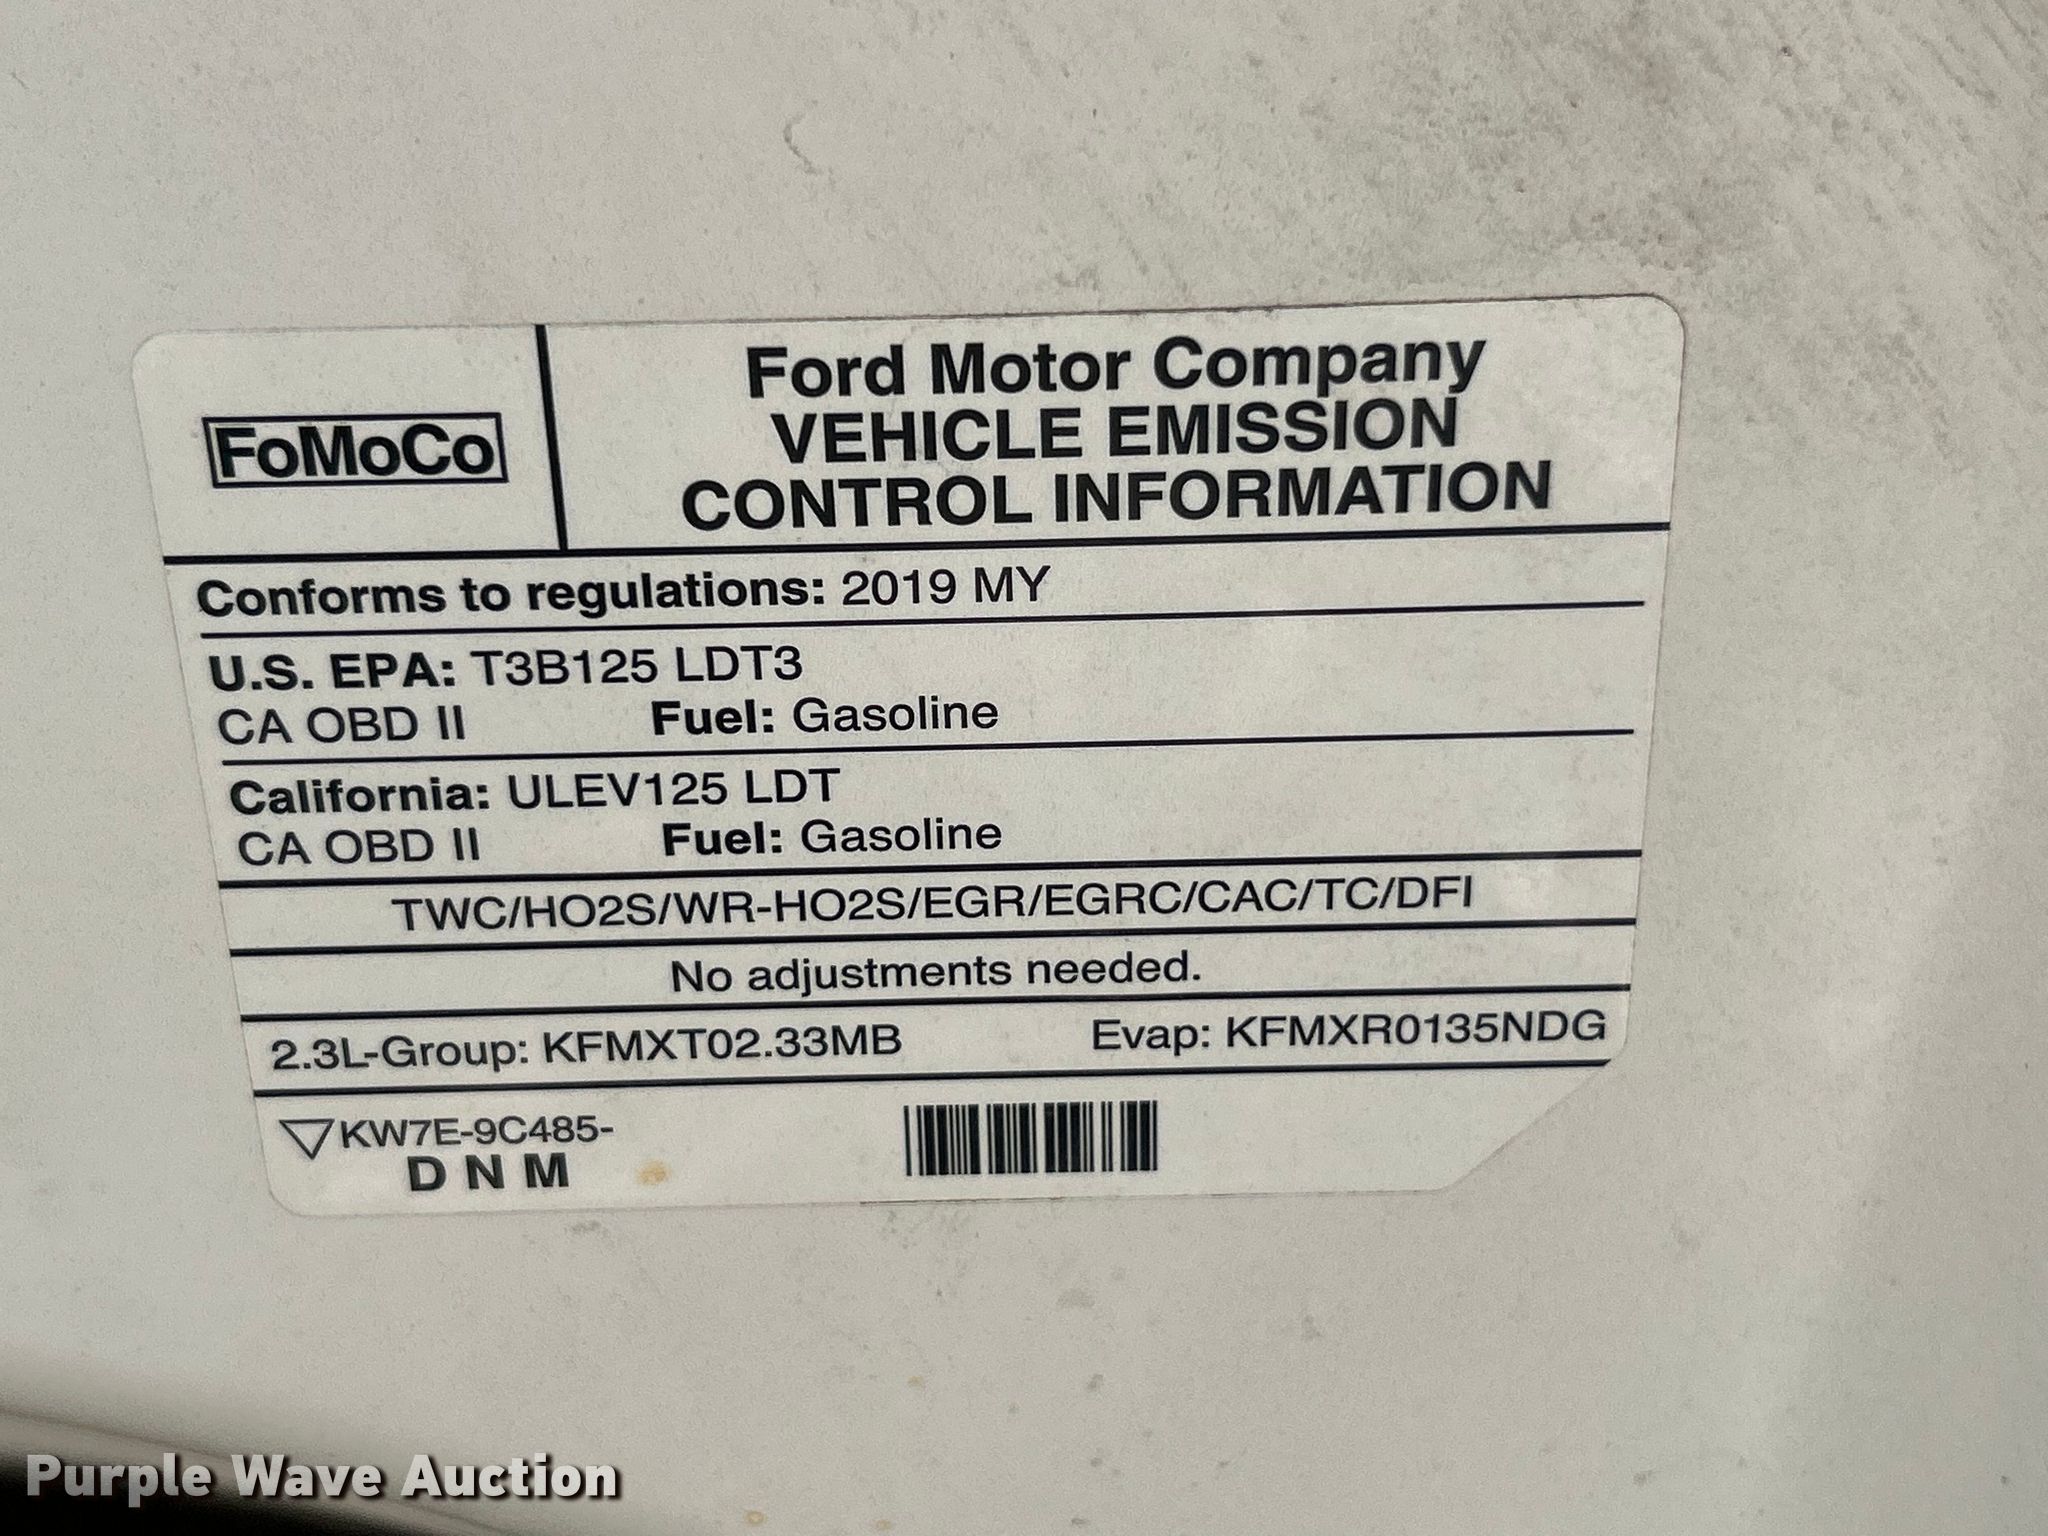 FoMoCo
Ford Motor Company
VEHICLE EMISSION
CONTROL INFORMATION
Conforms to regulations: 2019 MY
U.S. EPA: T3B125 LDT3
CA OBD II Fuel: Gasoline
California: ULEV125 LDT
CA OBD II Fuel: Gasoline
TWC/HO2S/WR-HO2S/EGR/EGRC/CAC/TC/DFI
No adjustments needed.
2.3L-Group: KFMXT02.33MB Evap: KFMXR0135NDG
KW7E-9C485-
D N M
Purple Wave Auction